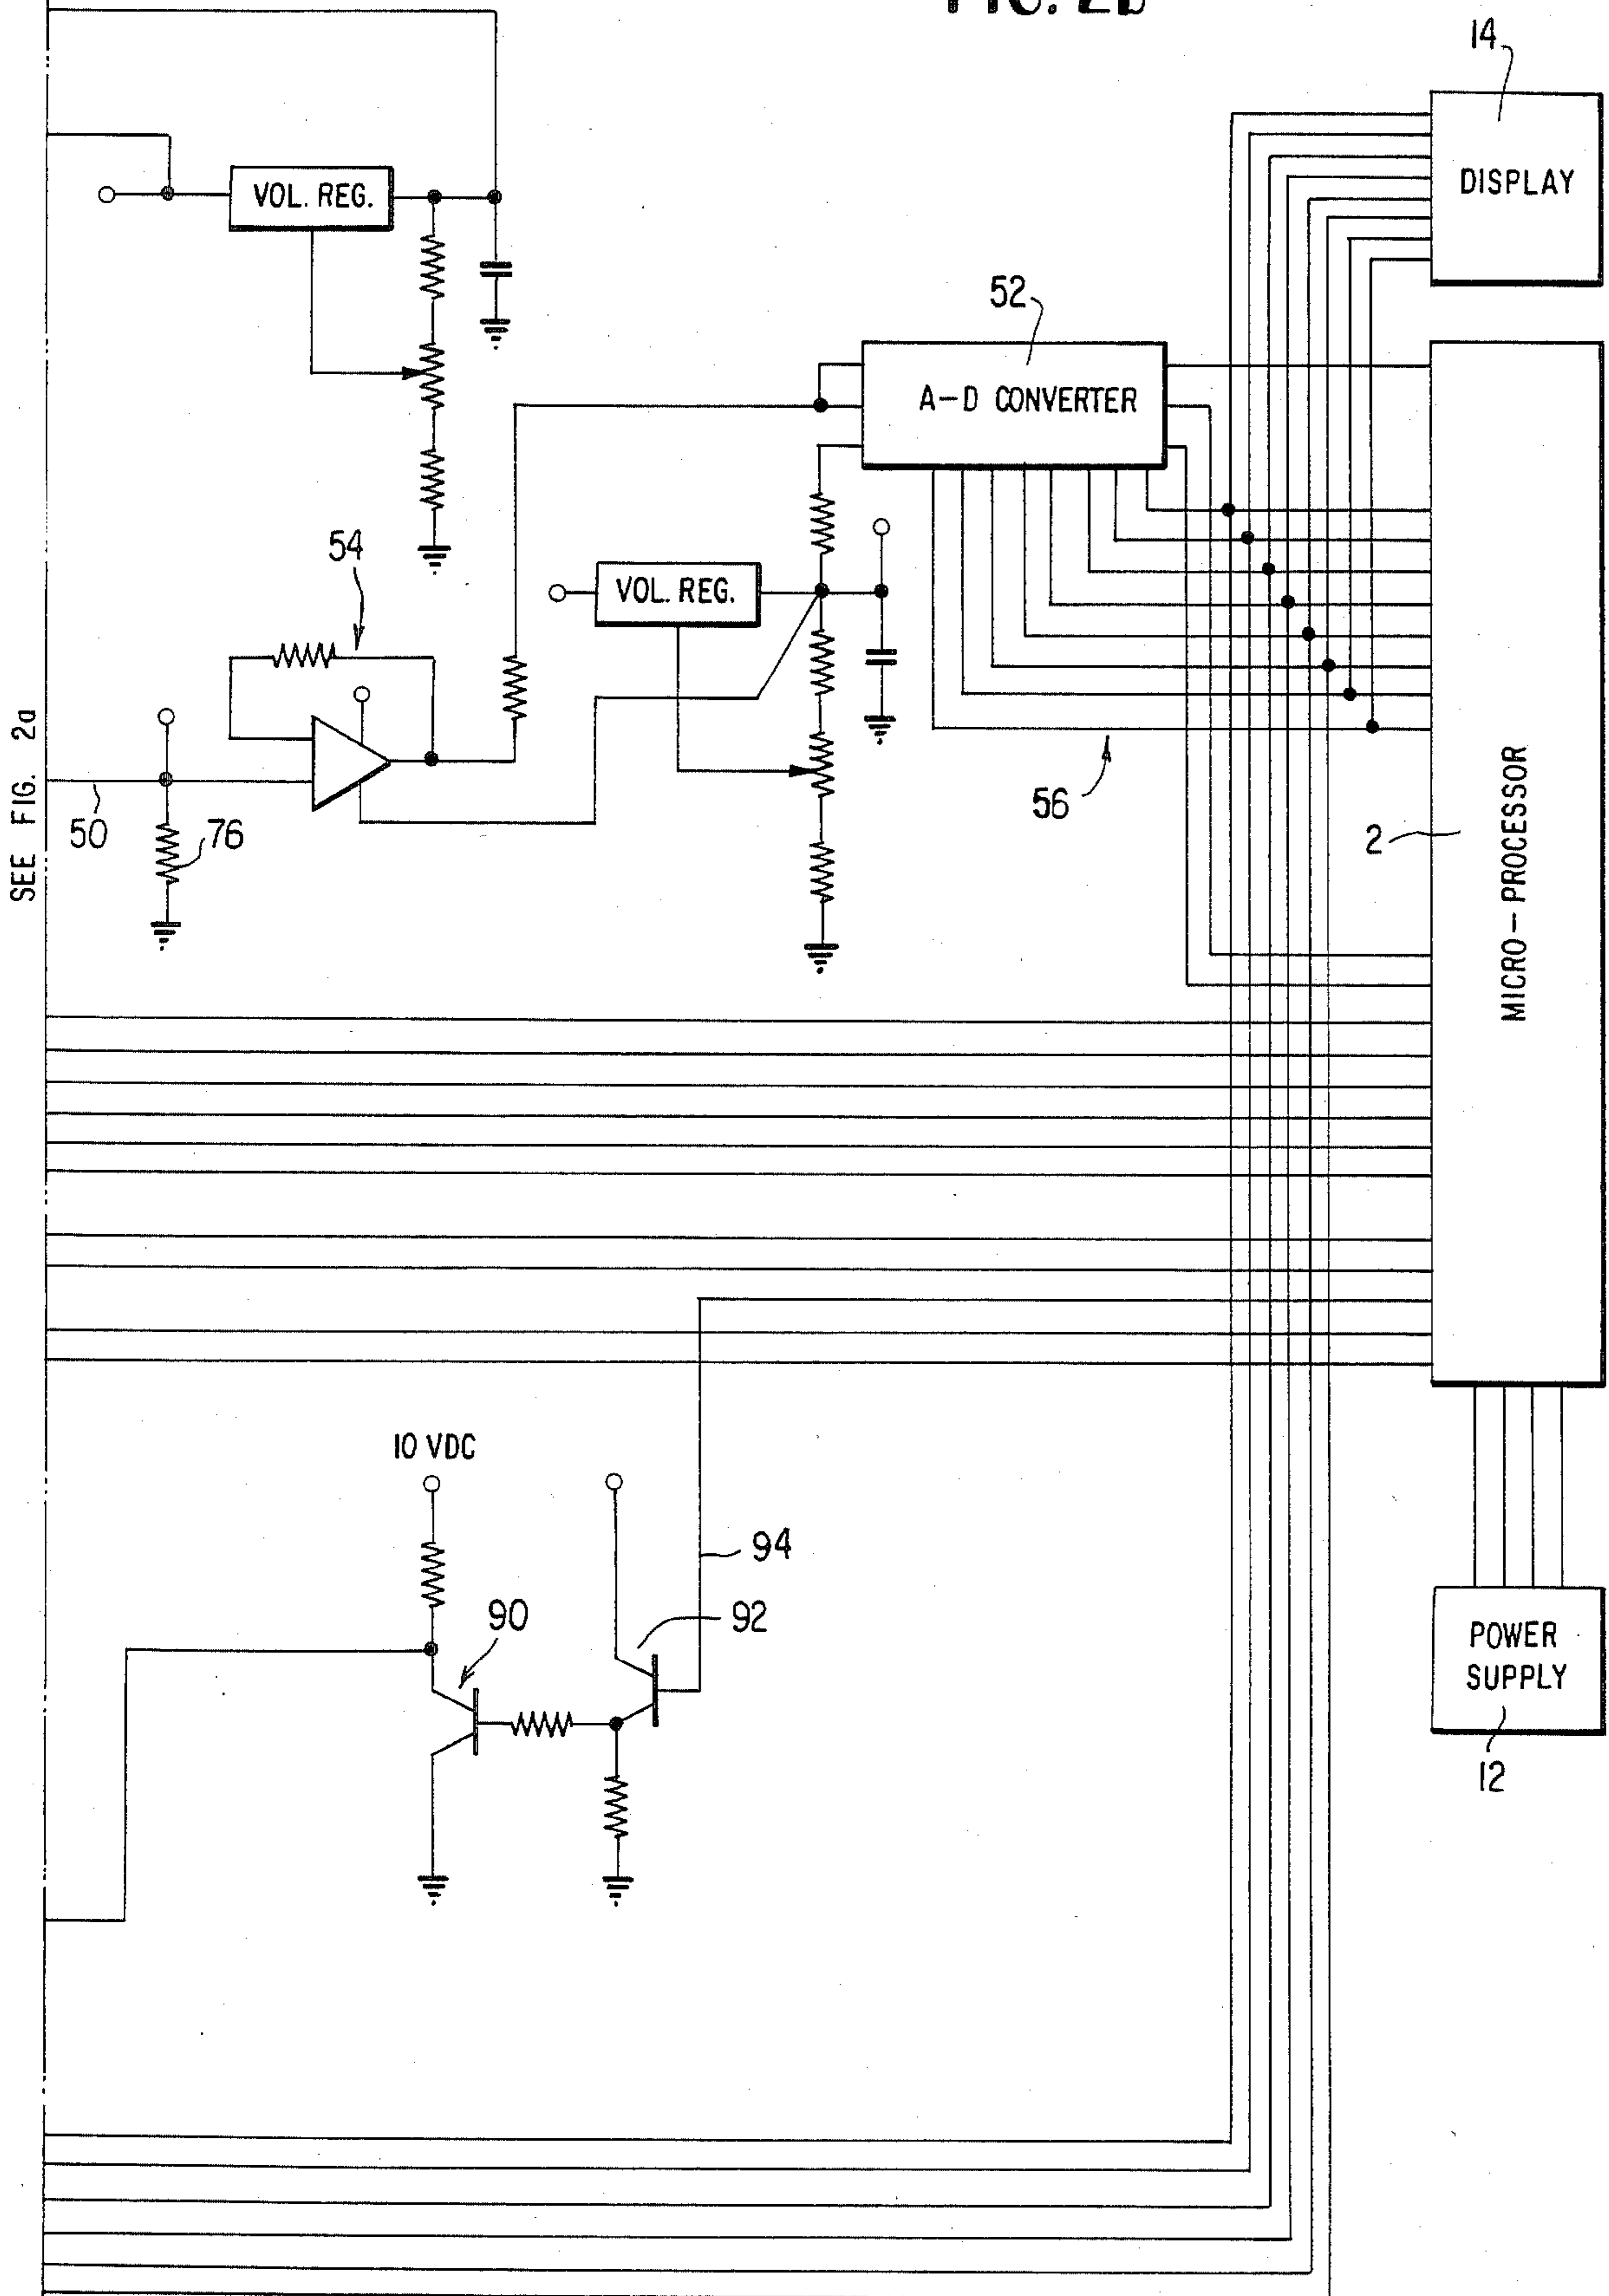 FIG. 2b
14
DISPLAY
VOL. REG.
52
A-D CONVERTER
54
VOL. REG.
SEE FIG. 2a
50
76
56
2
MICRO-PROCESSOR
10 VDC
94
90
92
POWER
SUPPLY
12